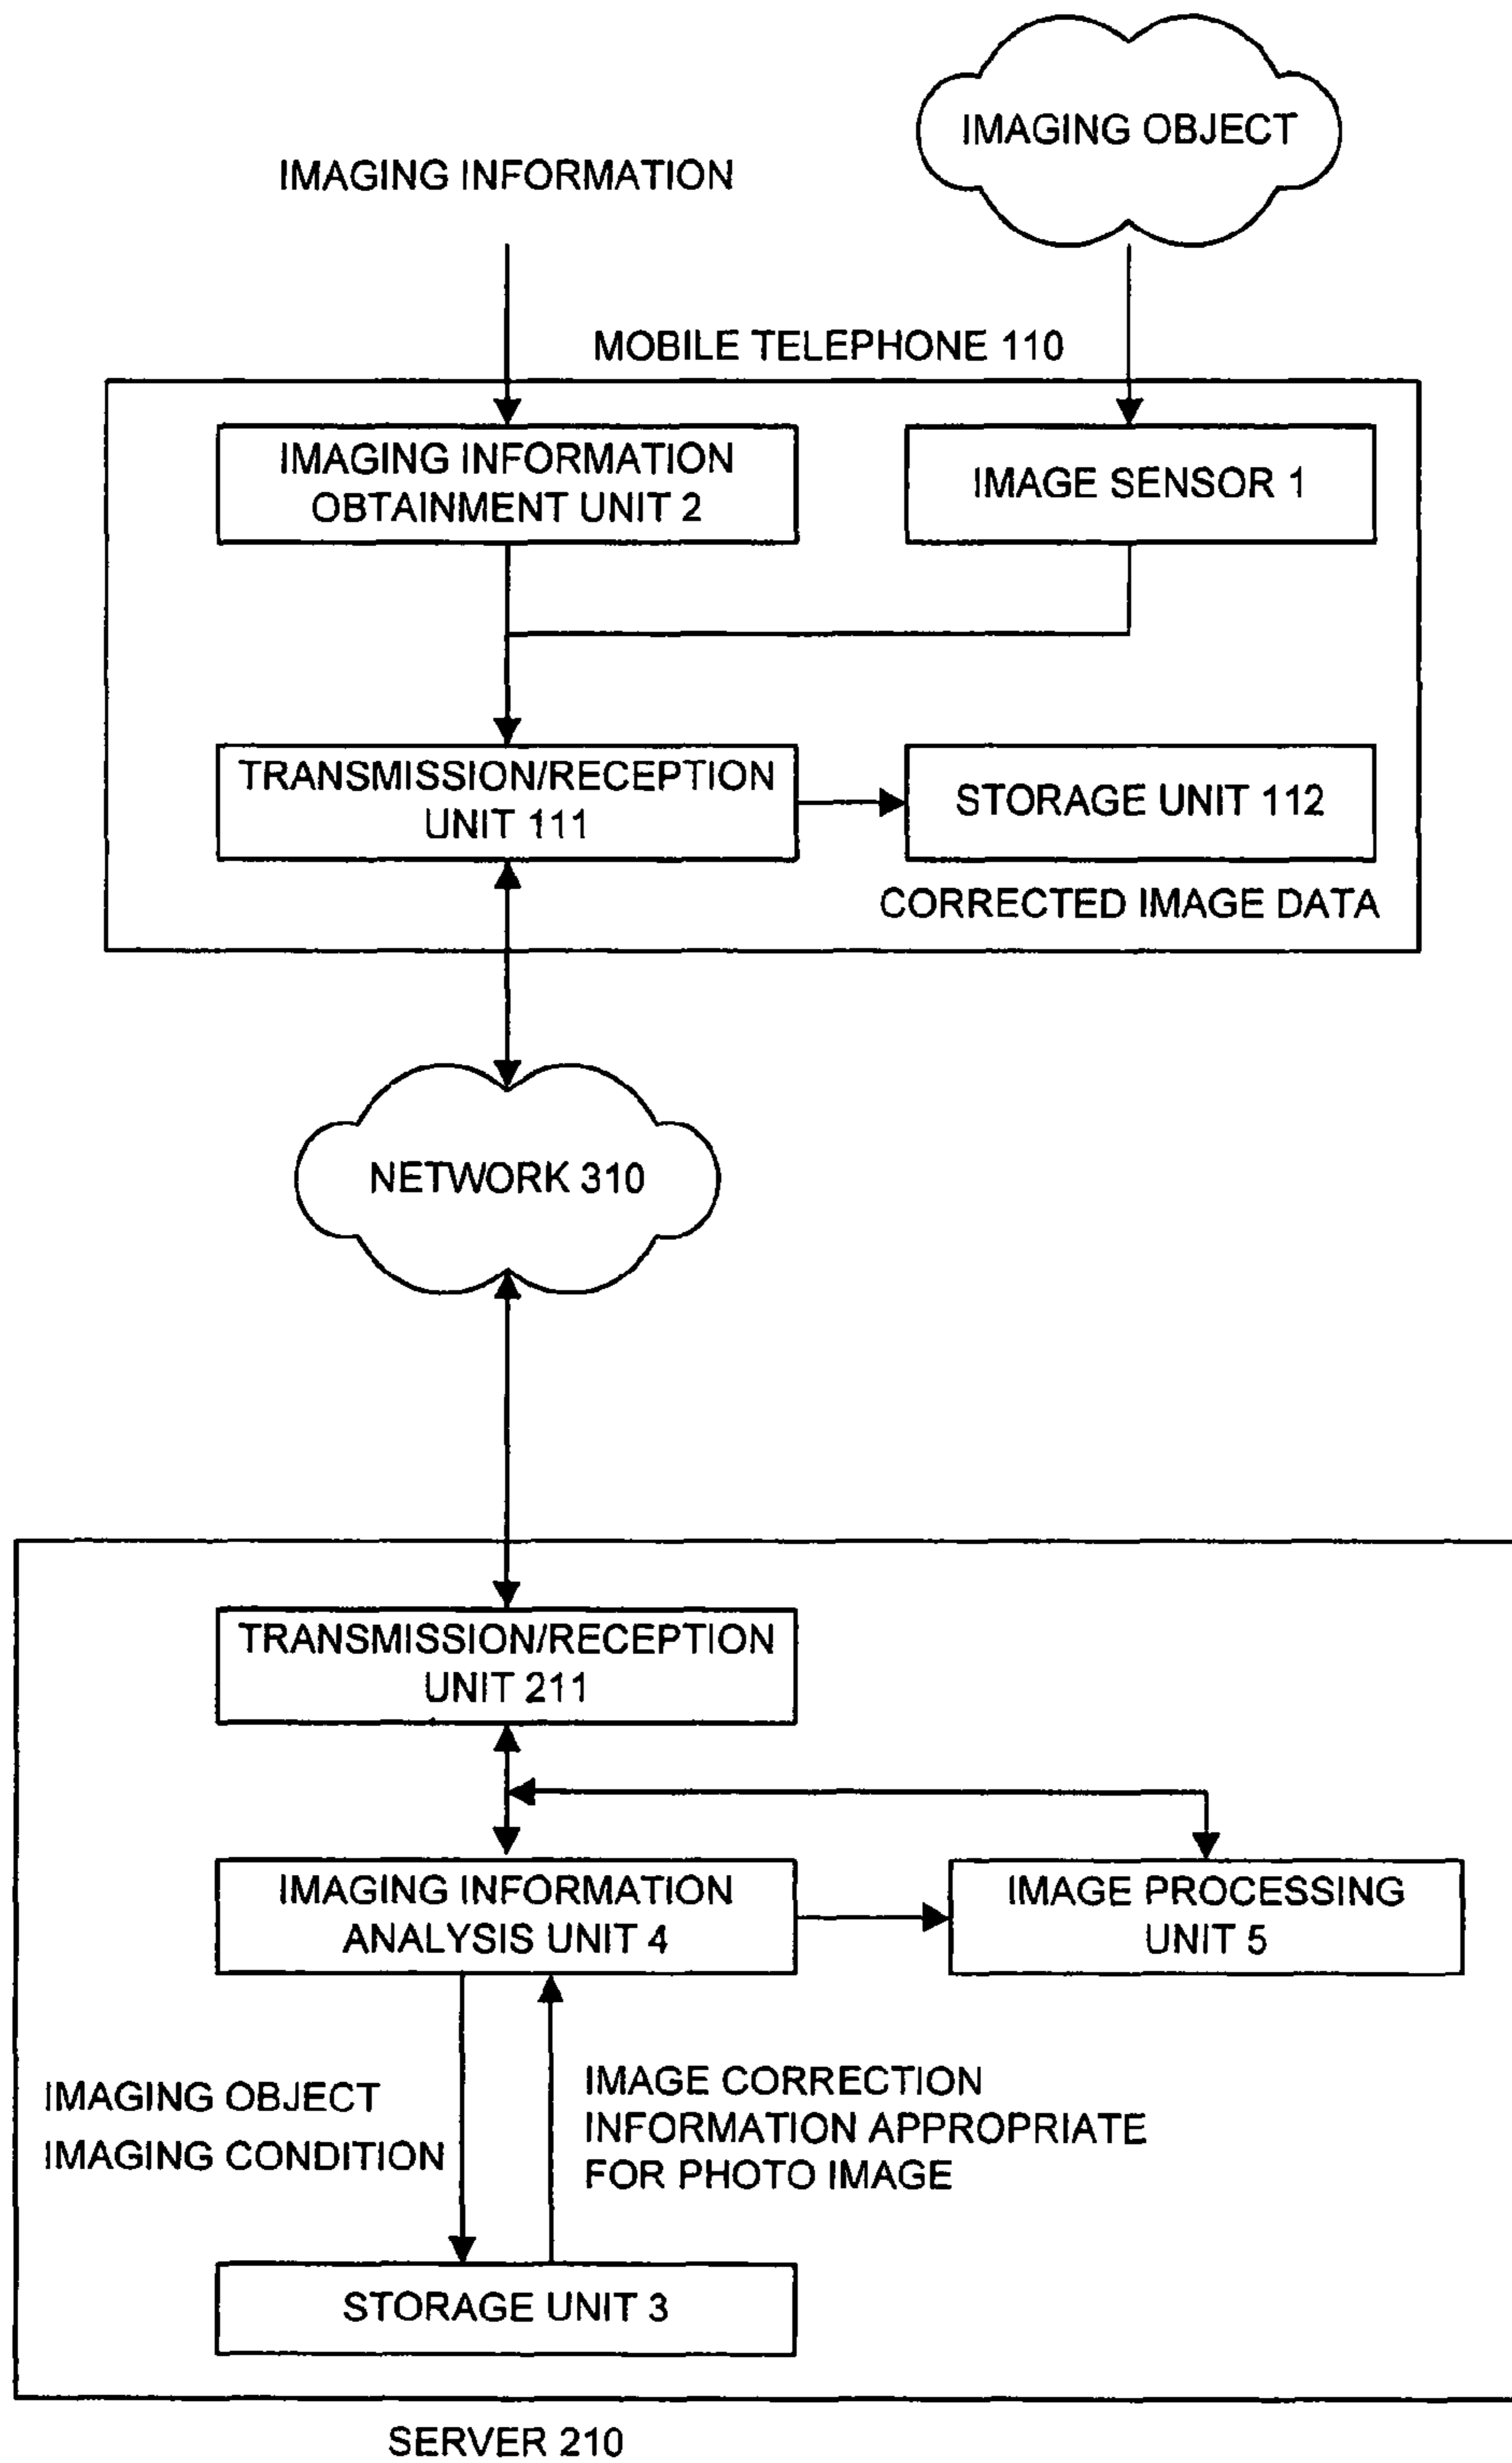 IMAGING OBJECT
IMAGING INFORMATION
MOBILE TELEPHONE 110
IMAGING INFORMATION
OBTAINMENT UNIT 2
IMAGE SENSOR 1
TRANSMISSION/RECEPTION
UNIT 111
STORAGE UNIT 112
CORRECTED IMAGE DATA
NETWORK 310
TRANSMISSION/RECEPTION
UNIT 211
IMAGING INFORMATION
ANALYSIS UNIT 4
IMAGE PROCESSING
UNIT 5
IMAGING OBJECT
IMAGING CONDITION
IMAGE CORRECTION
INFORMATION APPROPRIATE
FOR PHOTO IMAGE
STORAGE UNIT 3
SERVER 210